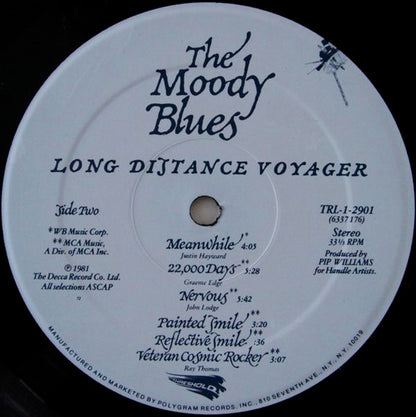 The
Moody
Blues
LONG DISTANCE VOYAGER
Side Two
*WB Music Corp.
**MCA Music,
A Div. of MCA Inc.
℗ 1981
The Decca Record Co. Ltd.
All selections ASCAP
TRL-1-2901
(6337 176)
Stereo
33⅓ RPM
Produced by
PIP WILLIAMS
for Handle Artists.
Meanwhile* 4:05
Justin Hayward
22,000 Days** 5:28
Graeme Edge
Nervous** 5:42
John Lodge
Painted Smile** 3:20
Reflective Smile** :36
Veteran Cosmic Rocker** 3:07
Ray Thomas
THRESHOLD
MANUFACTURED AND MARKETED BY POLYGRAM RECORDS, INC., 810 SEVENTH AVE., N.Y., N.Y. 10019